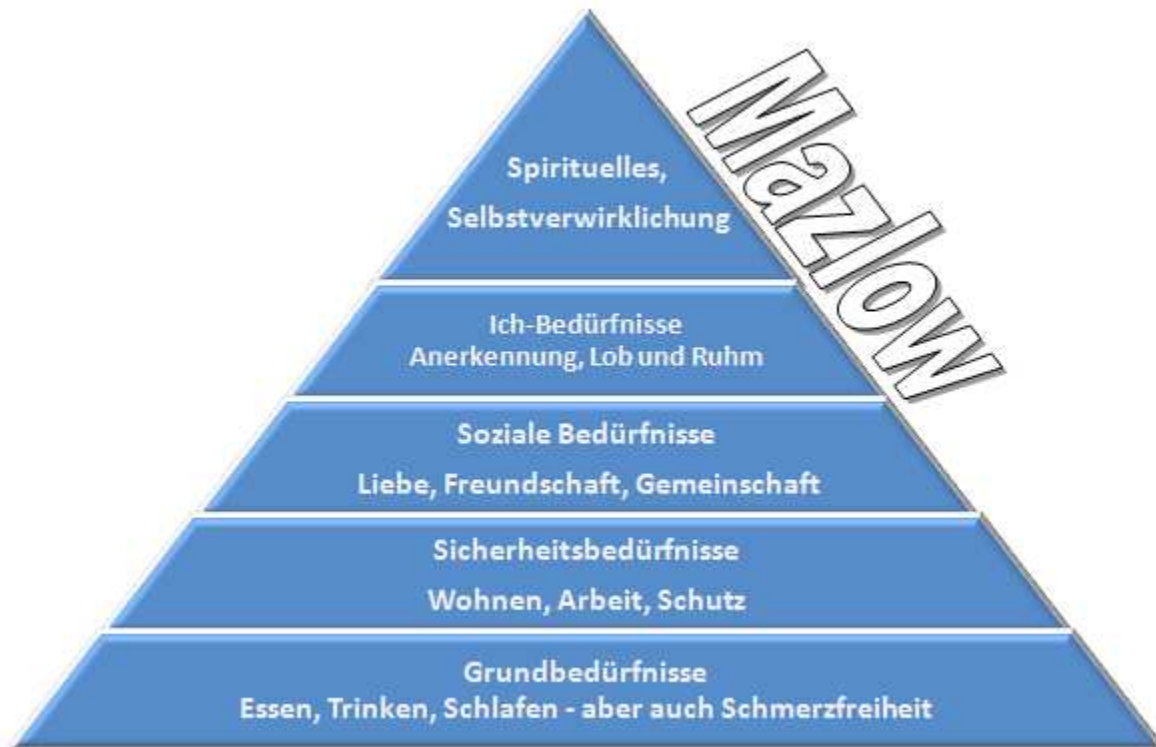 Spirituelles,
Selbstverwirklichung
Mazlow
Ich-Bedürfnisse
Anerkennung, Lob und Ruhm
Soziale Bedürfnisse
Liebe, Freundschaft, Gemeinschaft
Sicherheitsbedürfnisse
Wohnen, Arbeit, Schutz
Grundbedürfnisse
Essen, Trinken, Schlafen - aber auch Schmerzfreiheit